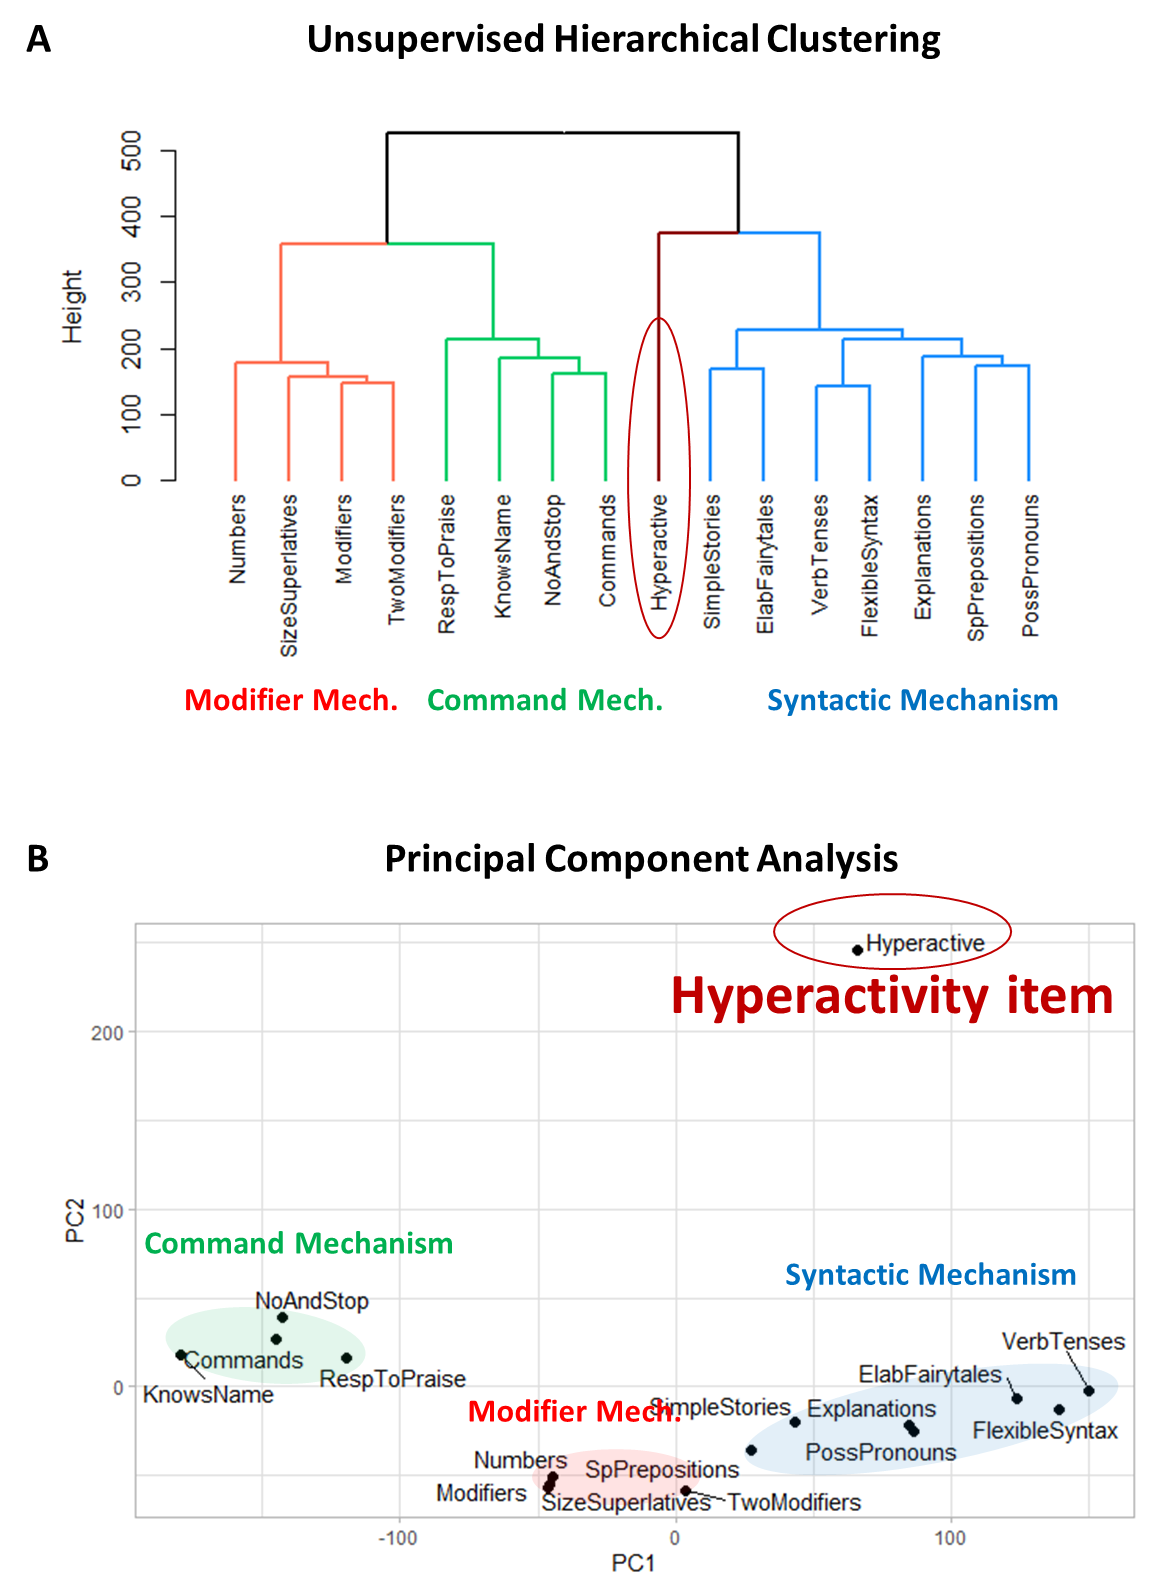 A
Unsupervised Hierarchical Clustering
Height
500
400
300
200
100
0
Numbers
SizeSuperlatives
Modifiers
TwoModifiers
RespToPraise
KnowsName
NoAndStop
Commands
Hyperactive
SimpleStories
ElabFairytales
VerbTenses
FlexibleSyntax
Explanations
SpPrepositions
PossPronouns
Modifier Mech. Command Mech. Syntactic Mechanism
B
Principal Component Analysis
Hyperactive
Hyperactivity item
200
PC2
100
Command Mechanism
Syntactic Mechanism
NoAndStop
VerbTenses
Commands
ElabFairytales
0
KnowsName
RespToPraise
Modifier Mech.
SimpleStories
Explanations
FlexibleSyntax
PossPronouns
Numbers
SpPrepositions
Modifiers
SizeSuperlatives
TwoModifiers
-100
0
100
PC1